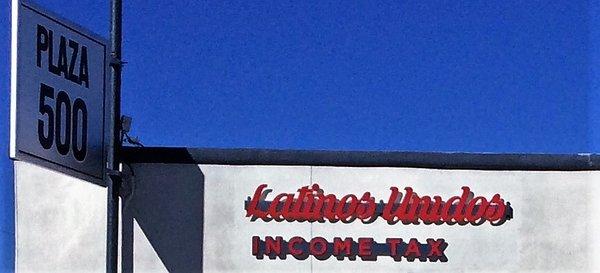 PLAZA
500
Latinos Unidos
INCOME TAX